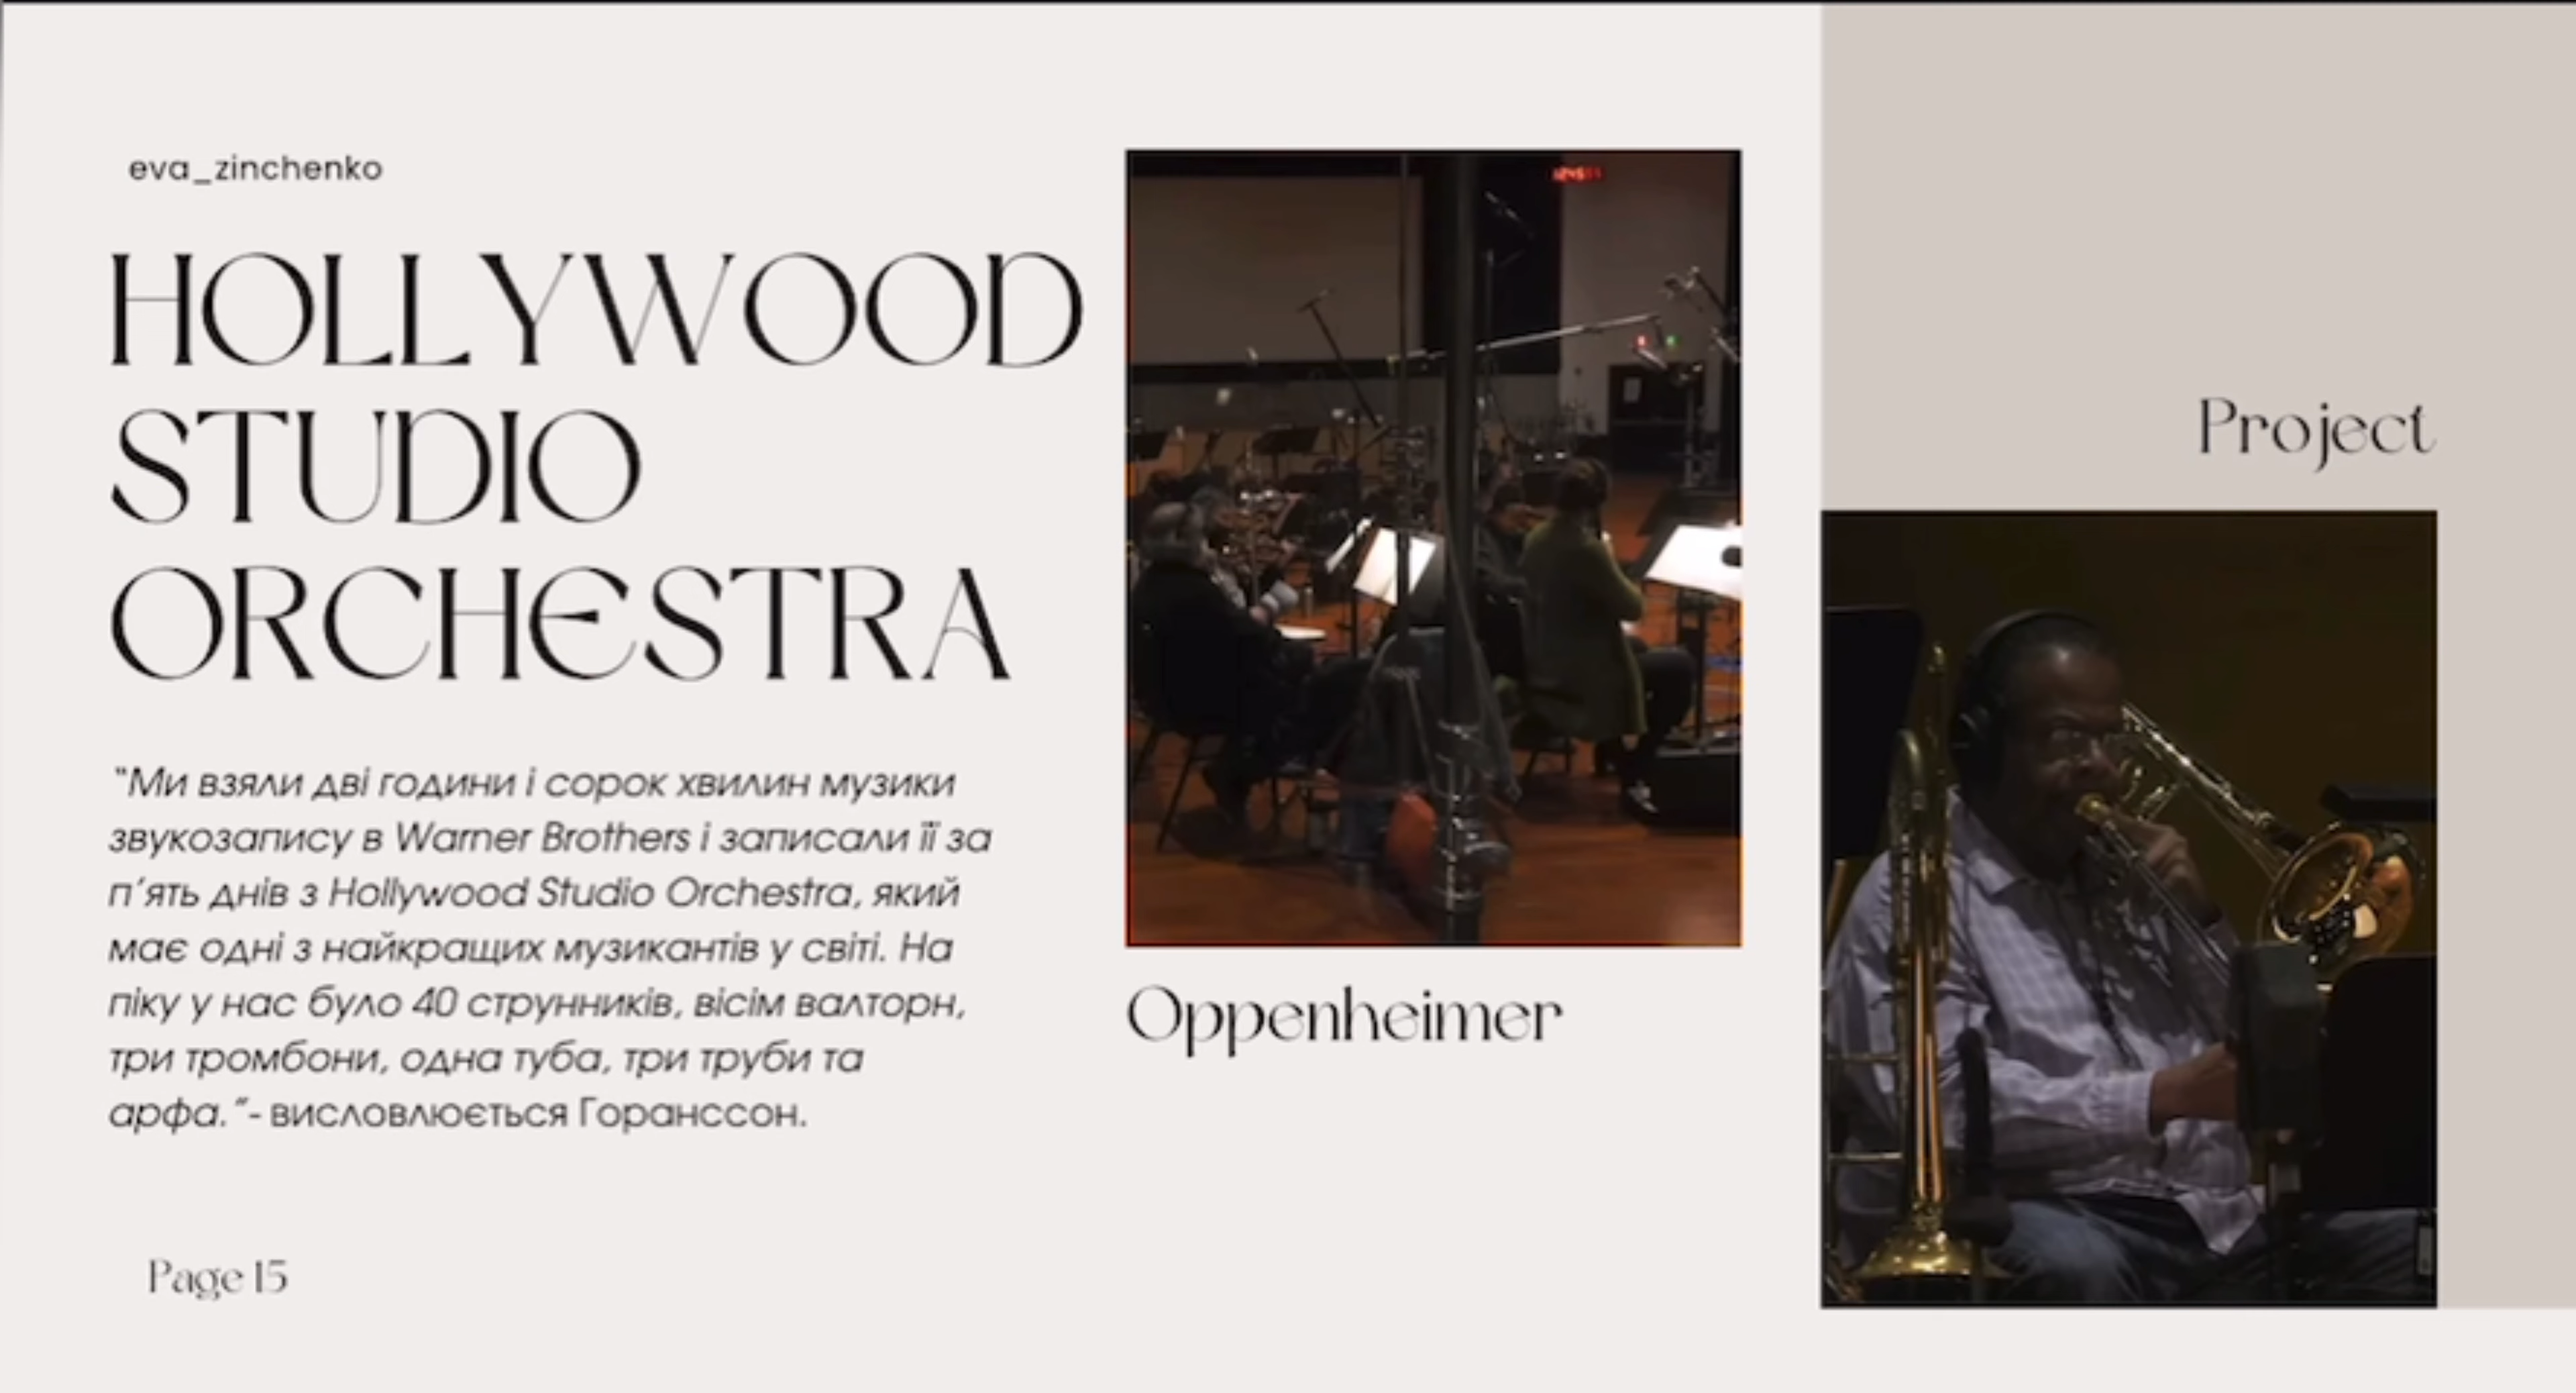 eva_zinchenko
HOLLYWOOD
STUDIO
ORCHESTRA
"Ми взяли дві години і сорок хвилин музики
звукозапису в Warner Brothers і записали її за
п'ять днів з Hollywood Studio Orchestra, який
має одні з найкращих музикантів у світі. На
піку у нас було 40 струнників, вісім валторн,
три тромбони, одна туба, три труби та
арфа."- висловлюється Горанссон.
Page 15
Oppenheimer
Project